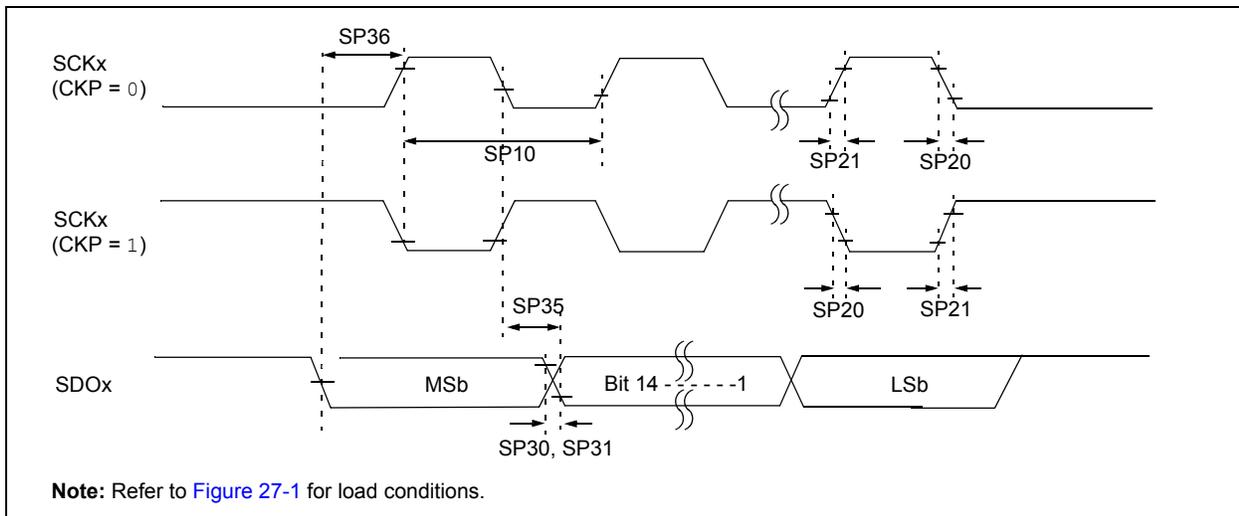 SP36
SCKx
(CKP = 0)
SP10
SP21
SP20
SCKx
(CKP = 1)
SP35
SP20
SP21
SDOx
MSb
Bit 14 - - - - - - -1
LSb
SP30, SP31
Note: Refer to Figure 27-1 for load conditions.